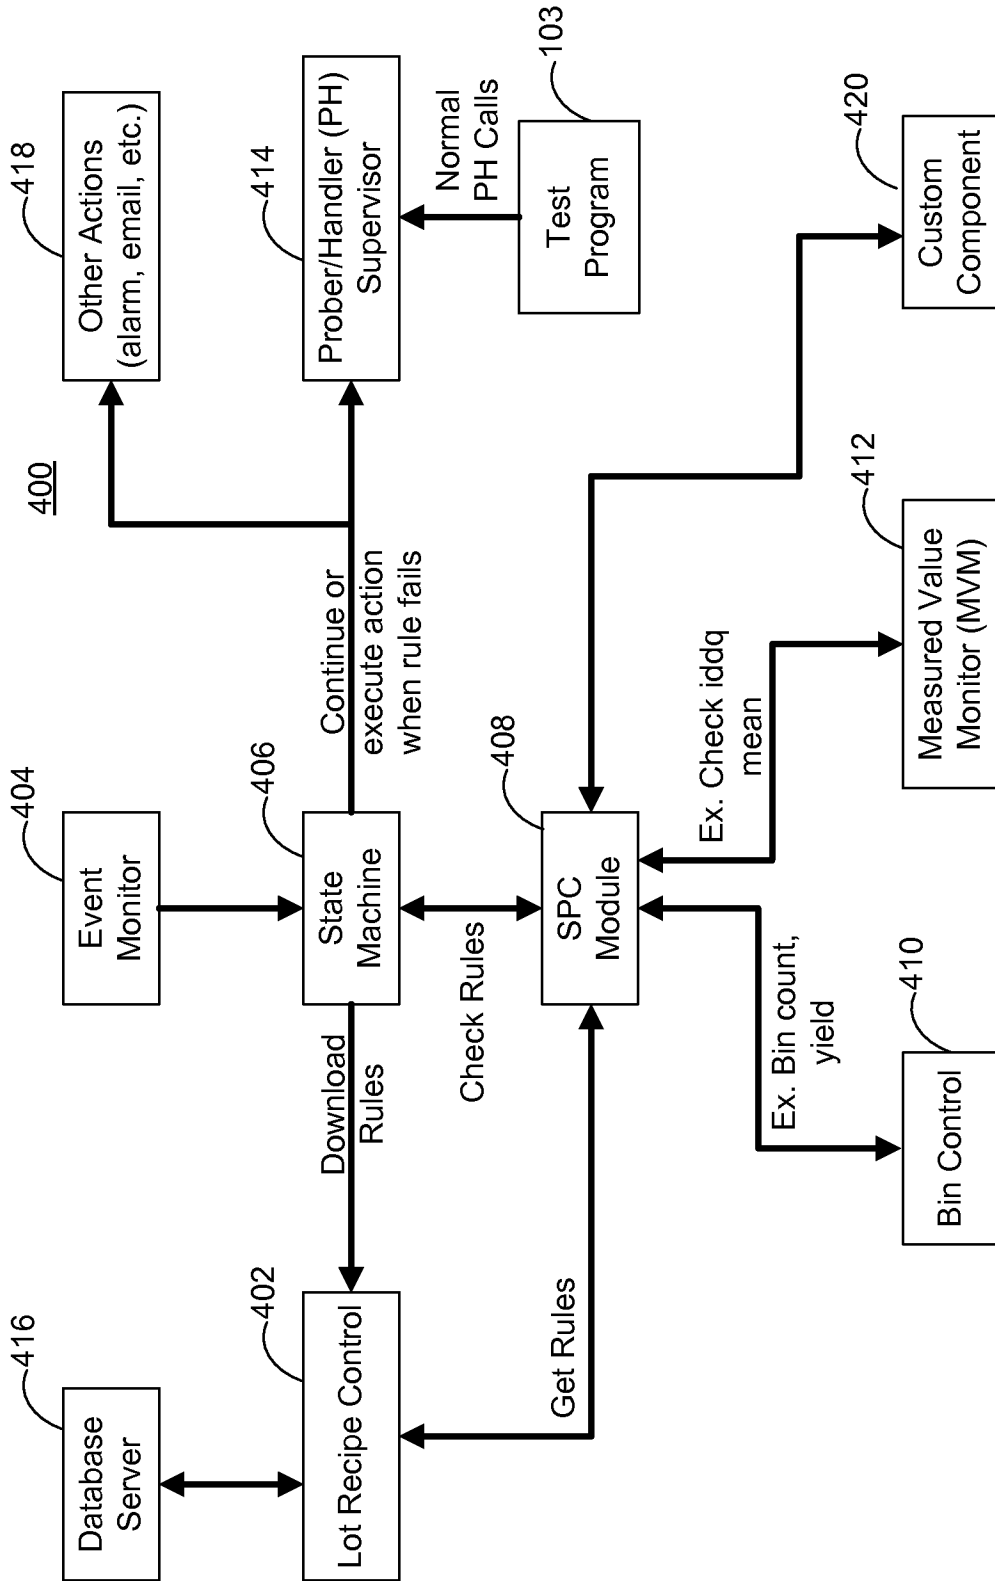 400
416
Database
Server
404
Event
Monitor
418
Other Actions
(alarm, email, etc.)
402
Lot Recipe Control
Download
Rules
406
State
Machine
Continue or
execute action
when rule fails
414
Prober/Handler (PH)
Supervisor
Normal
PH Calls
103
Test
Program
Check Rules
Get Rules
408
SPC
Module
Ex. Bin count,
yield
Ex. Check iddq
mean
410
Bin Control
412
Measured Value
Monitor (MVM)
420
Custom
Component